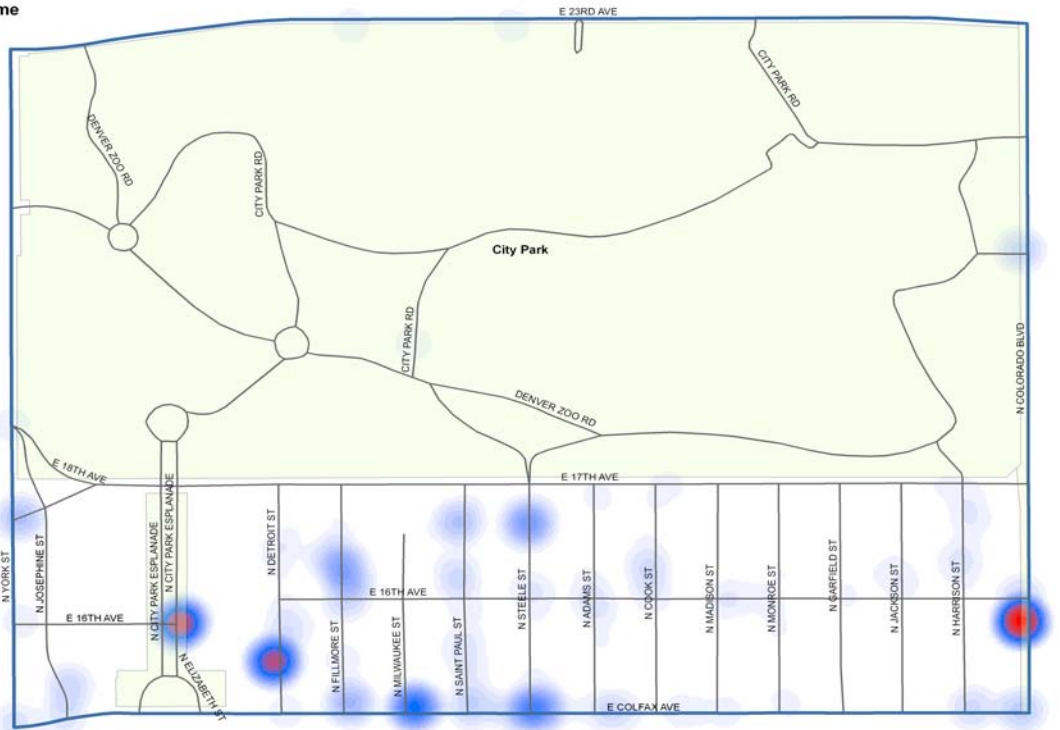 me
E 23RD AVE
CITY PARK RD
DENVER ZOO RD
CITY PARK RD
City Park
CITY PARK RD
N COLORADO BLVD
DENVER ZOO RD
E 18TH AVE
E 17TH AVE
N YORK ST
N JOSEPHINE ST
N CITY PARK ESPLANADE
N CITY PARK ESPLANADE
N DETROIT ST
E 16TH AVE
E 16TH AVE
N ELIZABETH ST
N FILLMORE ST
N MILWAUKEE ST
N SAINT PAUL ST
N STEELE ST
N ADAMS ST
N COOK ST
N MADISON ST
N MONROE ST
N GARFIELD ST
N JACKSON ST
N HARRISON ST
E COLFAX AVE